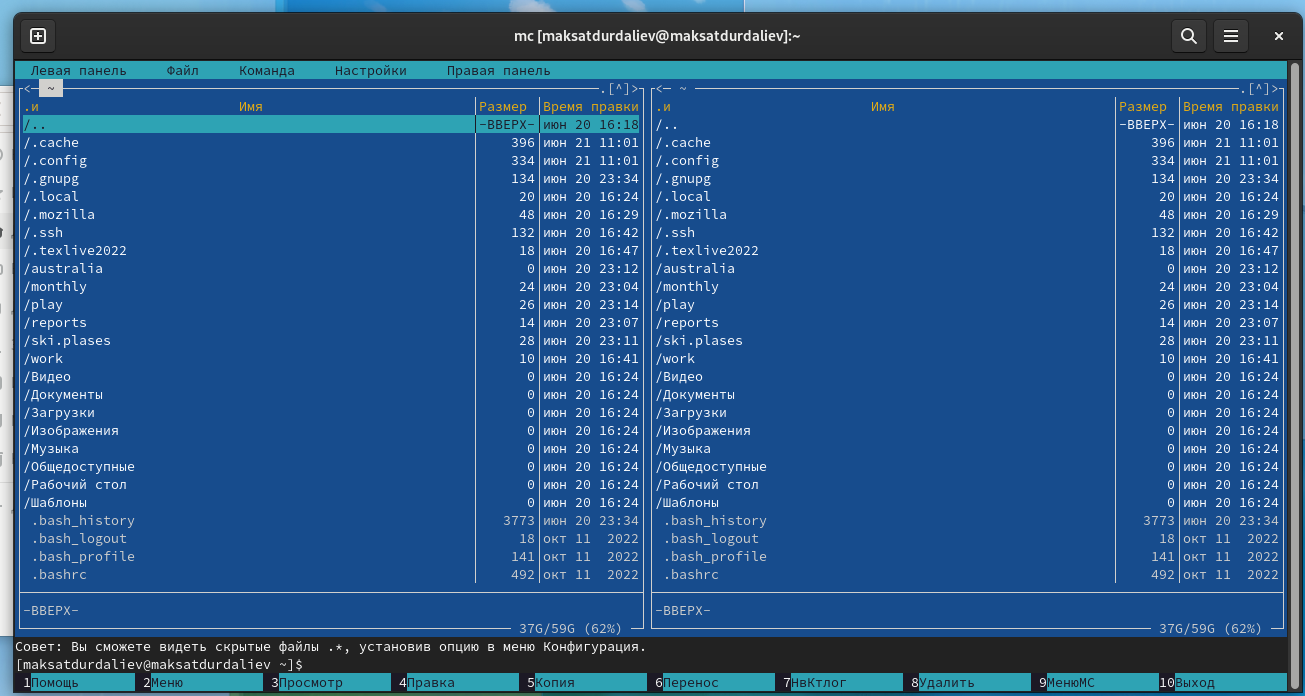 mc [maksatdurdaliev@maksatdurdaliev]:~
Левая панель Файл Команда Настройки Правая панель
<─ ~ .[^]> <─ ~ .[^]>
.и Имя Размер Время правки .и Имя Размер Время правки
/.. -ВВЕРХ- июн 20 16:18 /.. -ВВЕРХ- июн 20 16:18
/.cache 396 июн 21 11:01 /.cache 396 июн 21 11:01
/.config 334 июн 21 11:01 /.config 334 июн 21 11:01
/.gnupg 134 июн 20 23:34 /.gnupg 134 июн 20 23:34
/.local 20 июн 20 16:24 /.local 20 июн 20 16:24
/.mozilla 48 июн 20 16:29 /.mozilla 48 июн 20 16:29
/.ssh 132 июн 20 16:42 /.ssh 132 июн 20 16:42
/.texlive2022 18 июн 20 16:47 /.texlive2022 18 июн 20 16:47
/australia 0 июн 20 23:12 /australia 0 июн 20 23:12
/monthly 24 июн 20 23:04 /monthly 24 июн 20 23:04
/play 26 июн 20 23:14 /play 26 июн 20 23:14
/reports 14 июн 20 23:07 /reports 14 июн 20 23:07
/ski.plases 28 июн 20 23:11 /ski.plases 28 июн 20 23:11
/work 10 июн 20 16:41 /work 10 июн 20 16:41
/Видео 0 июн 20 16:24 /Видео 0 июн 20 16:24
/Документы 0 июн 20 16:24 /Документы 0 июн 20 16:24
/Загрузки 0 июн 20 16:24 /Загрузки 0 июн 20 16:24
/Изображения 0 июн 20 16:24 /Изображения 0 июн 20 16:24
/Музыка 0 июн 20 16:24 /Музыка 0 июн 20 16:24
/Общедоступные 0 июн 20 16:24 /Общедоступные 0 июн 20 16:24
/Рабочий стол 0 июн 20 16:24 /Рабочий стол 0 июн 20 16:24
/Шаблоны 0 июн 20 16:24 /Шаблоны 0 июн 20 16:24
.bash_history 3773 июн 20 23:34 .bash_history 3773 июн 20 23:34
.bash_logout 18 окт 11 2022 .bash_logout 18 окт 11 2022
.bash_profile 141 окт 11 2022 .bash_profile 141 окт 11 2022
.bashrc 492 окт 11 2022 .bashrc 492 окт 11 2022
-ВВЕРХ- -ВВЕРХ-
37G/59G (62%) 37G/59G (62%)
Совет: Вы сможете видеть скрытые файлы .*, установив опцию в меню Конфигурация.
[maksatdurdaliev@maksatdurdaliev ~]$
1Помощь 2Меню 3Просмотр 4Правка 5Копия 6Перенос 7НвКтлог 8Удалить 9МенюMC 10Выход